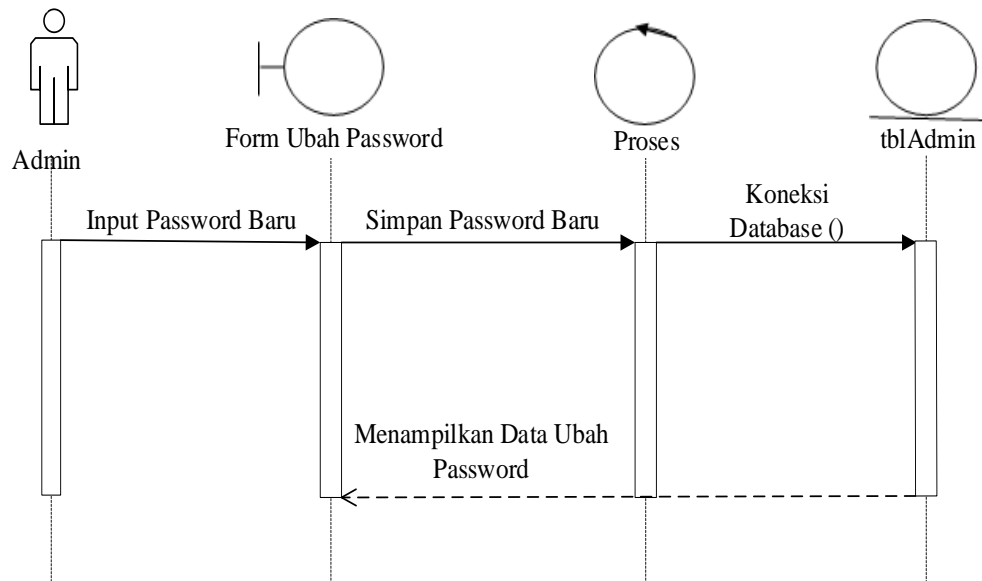 Admin
Form Ubah Password
Proses
tblAdmin
Input Password Baru
Simpan Password Baru
Koneksi
Database ()
Menampilkan Data Ubah
Password